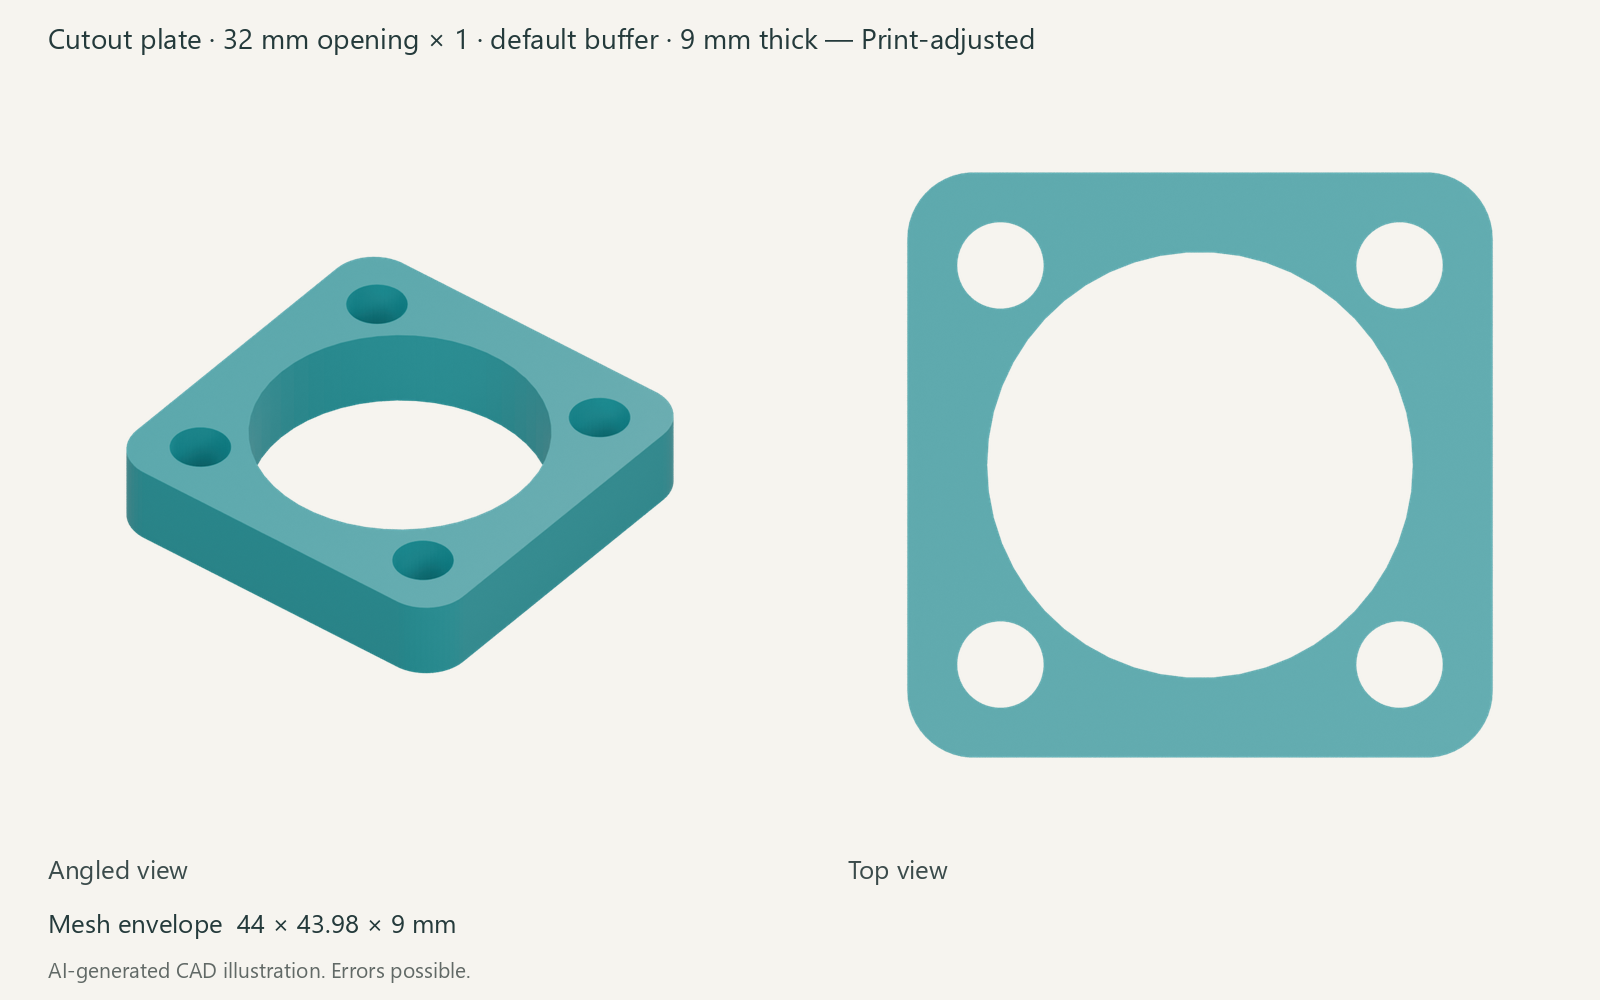 Cutout plate · 32 mm opening × 1 · default buffer · 9 mm thick — Print-adjusted
Angled view
Top view
Mesh envelope 44 × 43.98 × 9 mm
AI-generated CAD illustration. Errors possible.